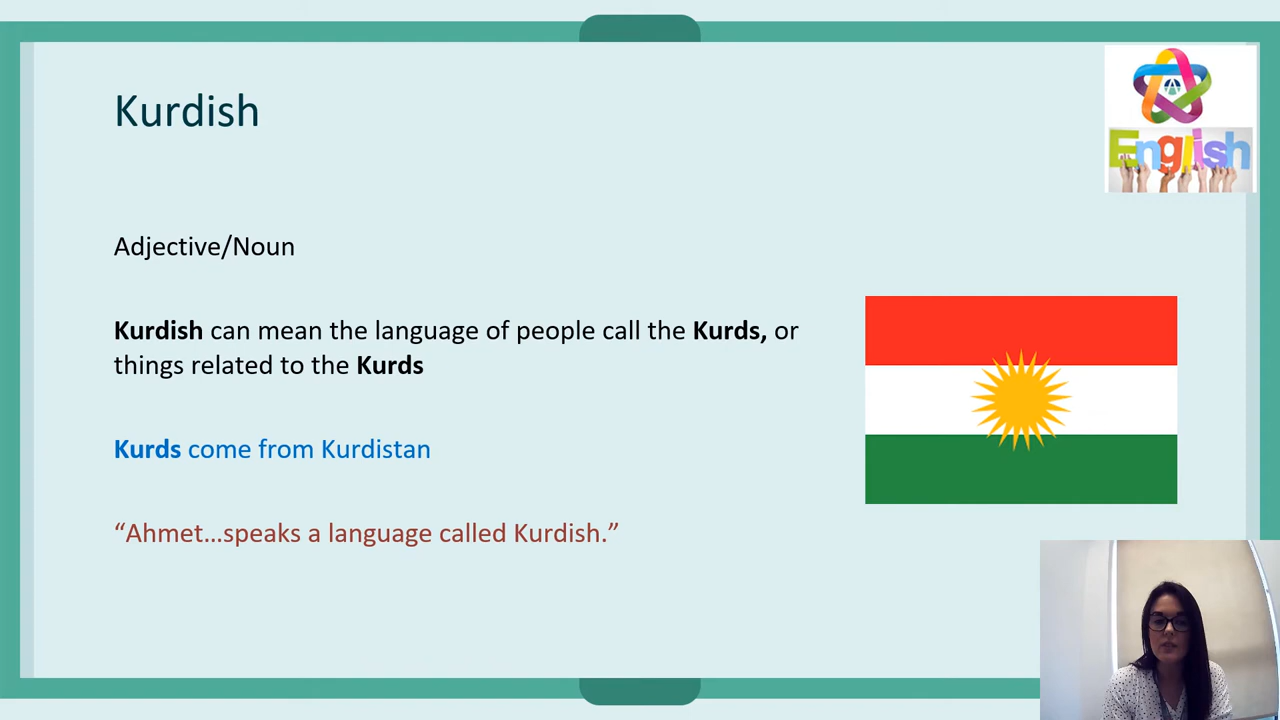 Kurdish
English
Adjective/Noun
Kurdish can mean the language of people call the Kurds, or
things related to the Kurds
Kurds come from Kurdistan
“Ahmet...speaks a language called Kurdish.”